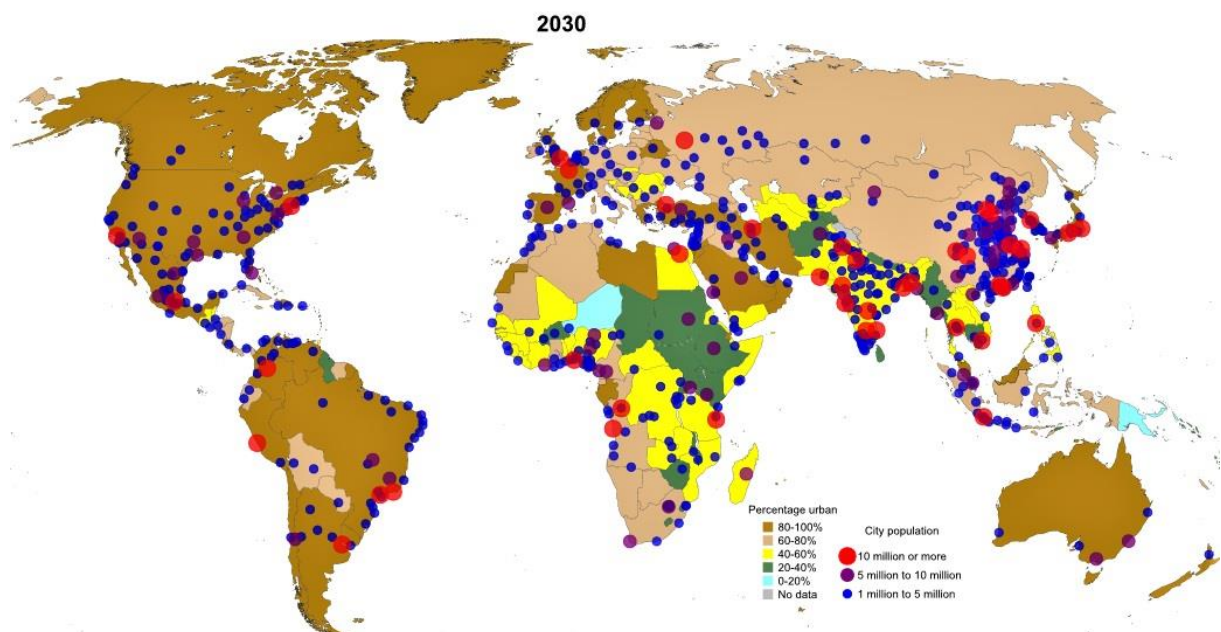 2030
Percentage urban
80-100%
60-80%
40-60%
20-40%
0-20%
No data
City population
10 million or more
5 million to 10 million
1 million to 5 million